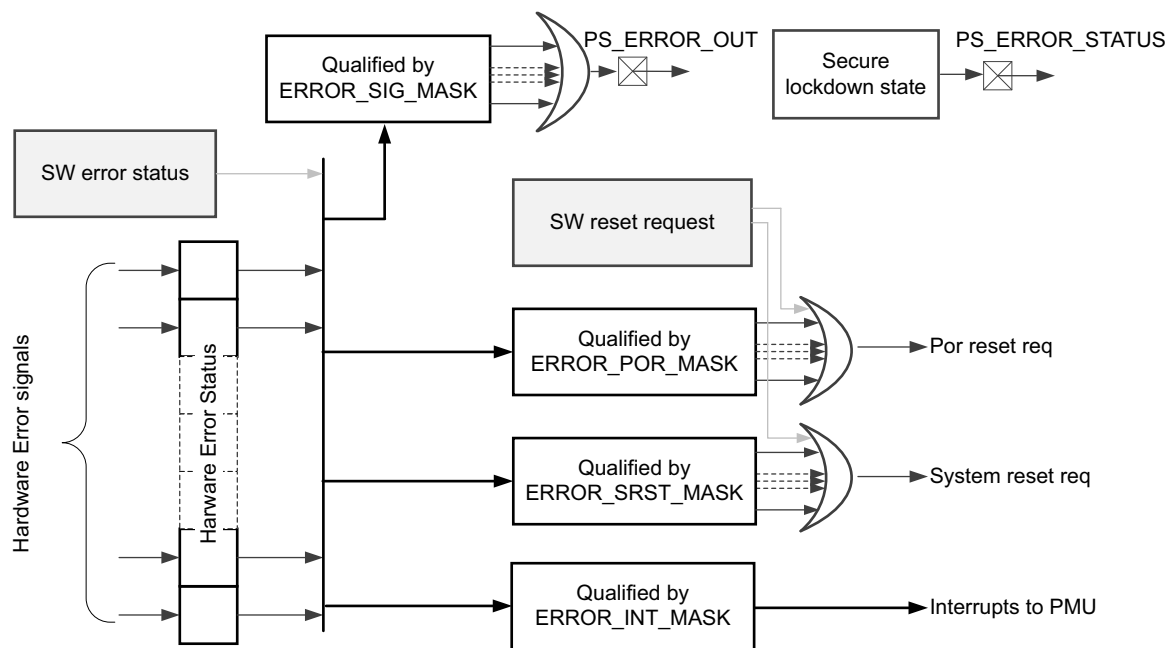 PS_ERROR_OUT
PS_ERROR_STATUS
Qualified by
ERROR_SIG_MASK
Secure
lockdown state
SW error status
SW reset request
Hardware Error signals
Harware Error Status
Qualified by
ERROR_POR_MASK
Por reset req
Qualified by
ERROR_SRST_MASK
System reset req
Qualified by
ERROR_INT_MASK
Interrupts to PMU